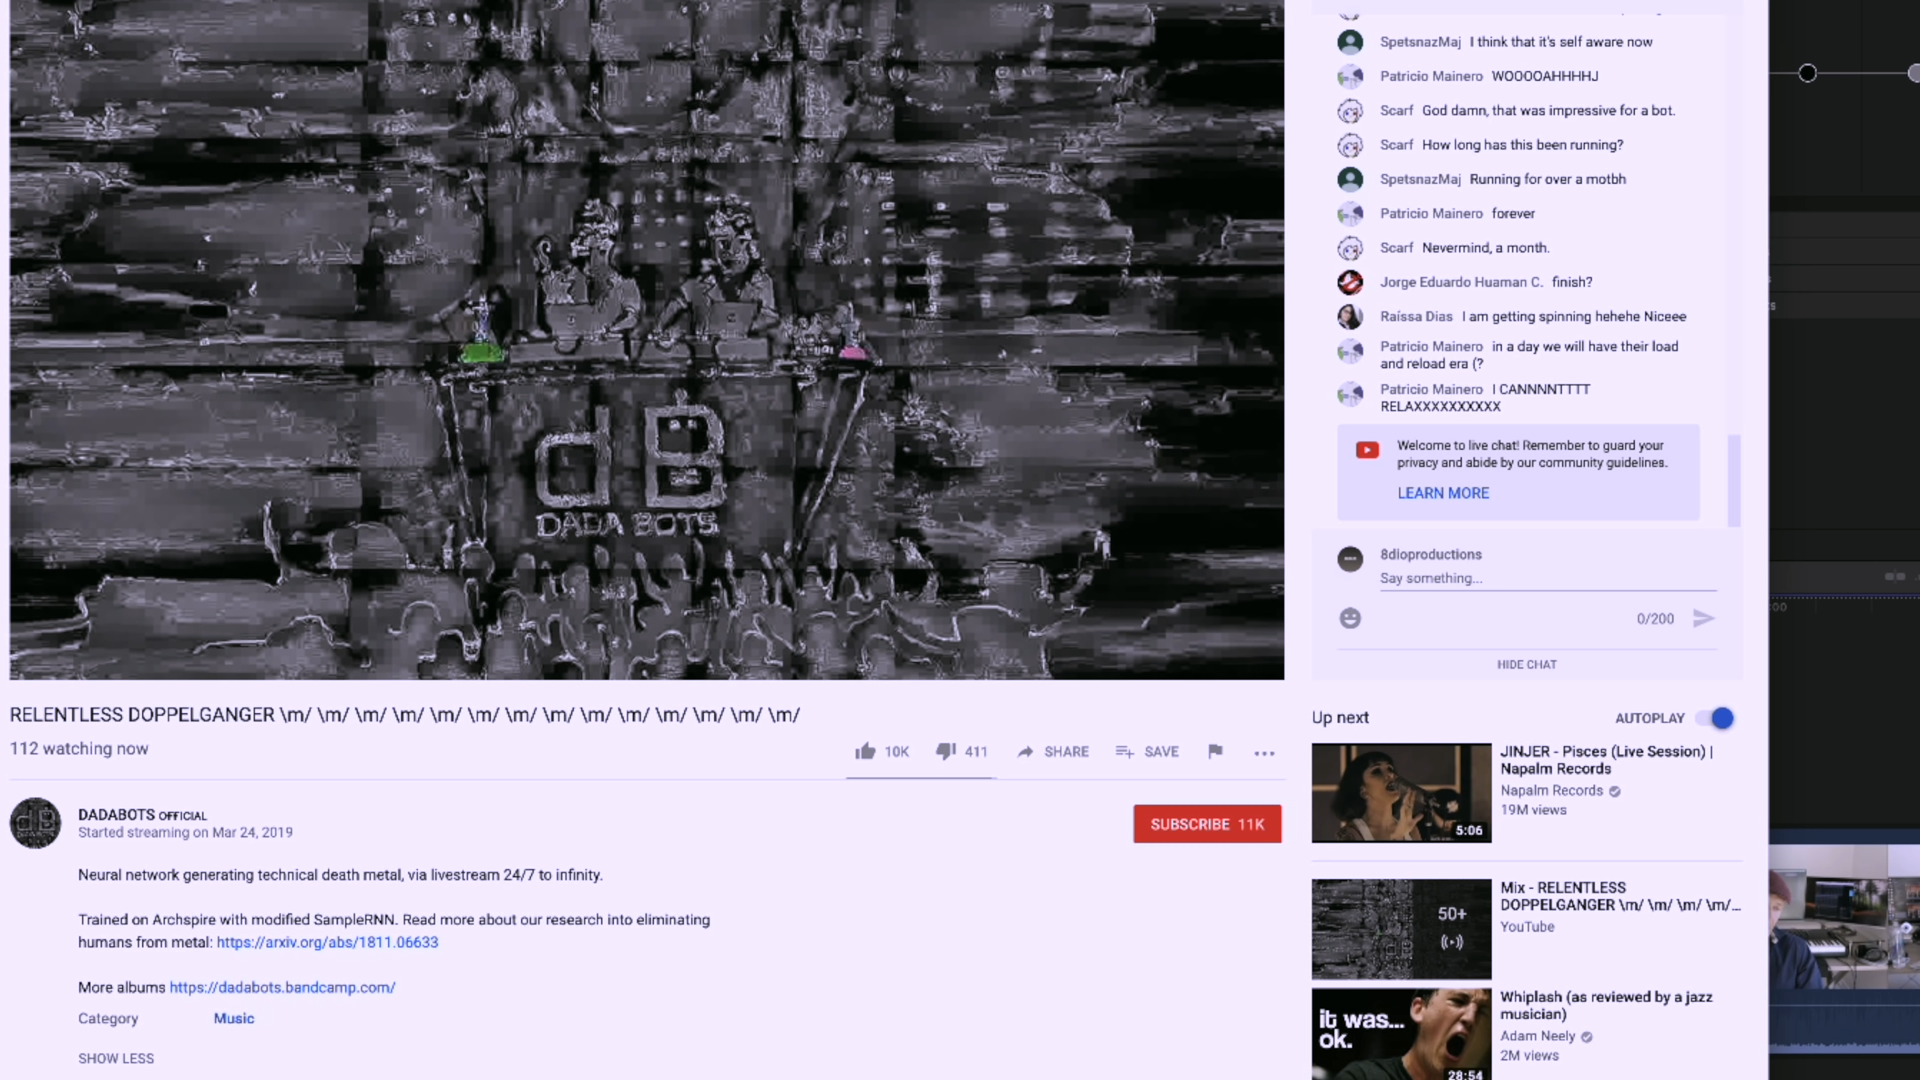 dB
DADA BOTS
SpetsnazMaj I think that it's self aware now
Patricio Mainero WOOOOAHHHHJ
Scarf God damn, that was impressive for a bot.
Scarf How long has this been running?
SpetsnazMaj Running for over a motbh
Patricio Mainero forever
Scarf Nevermind, a month.
Jorge Eduardo Huaman C. finish?
Raíssa Dias I am getting spinning hehehe Niceee
Patricio Mainero in a day we will have their load
and reload era (?
Patricio Mainero I CANNNNTTTT
RELAXXXXXXXXXX
Welcome to live chat! Remember to guard your
privacy and abide by our community guidelines.
LEARN MORE
8dioproductions
Say something...
0/200
HIDE CHAT
RELENTLESS DOPPELGANGER \m/ \m/ \m/ \m/ \m/ \m/ \m/ \m/ \m/ \m/ \m/ \m/ \m/ \m/
112 watching now
10K 411 SHARE SAVE
DADABOTS OFFICIAL
Started streaming on Mar 24, 2019
SUBSCRIBE 11K
Neural network generating technical death metal, via livestream 24/7 to infinity.
Trained on Archspire with modified SampleRNN. Read more about our research into eliminating
humans from metal: https://arxiv.org/abs/1811.06633
More albums https://dadabots.bandcamp.com/
Category Music
SHOW LESS
Up next AUTOPLAY
JINJER - Pisces (Live Session) |
Napalm Records
Napalm Records
19M views
5:06
Mix - RELENTLESS
DOPPELGANGER \m/ \m/ \m/ \m/...
YouTube
50+
Whiplash (as reviewed by a jazz
musician)
Adam Neely
2M views
it was...
ok.
28:54